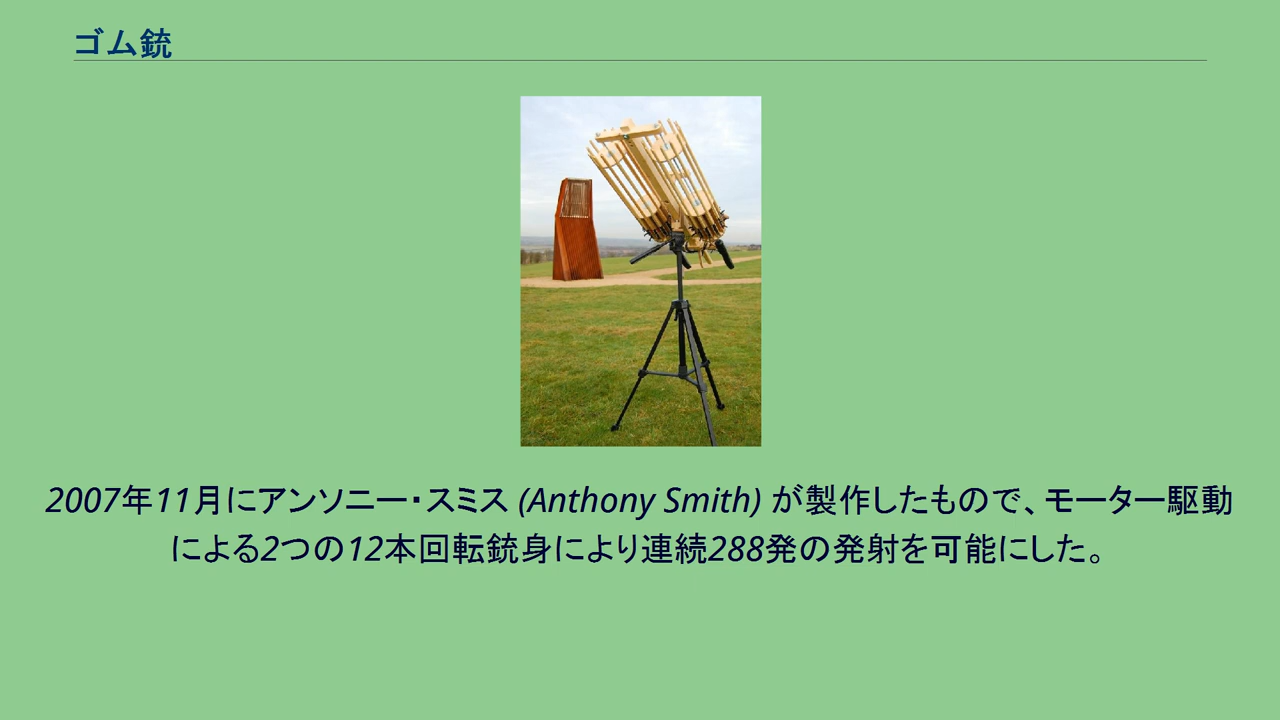 ゴム銃
2007年11月にアンソニー・スミス (Anthony Smith) が製作したもので、モーター駆動
による2つの12本回転銃身により連続288発の発射を可能にした。